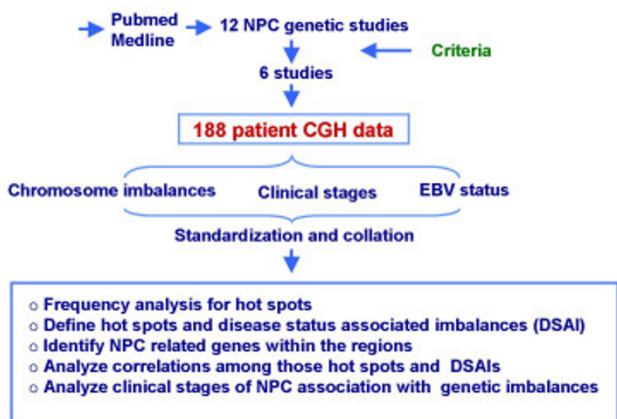 Pubmed
Medline
12 NPC genetic studies
Criteria
6 studies
188 patient CGH data
Chromosome imbalances
Clinical stages
EBV status
Standardization and collation
o Frequency analysis for hot spots
o Define hot spots and disease status associated imbalances (DSAI)
o Identify NPC related genes within the regions
o Analyze correlations among those hot spots and DSAIs
o Analyze clinical stages of NPC association with genetic imbalances